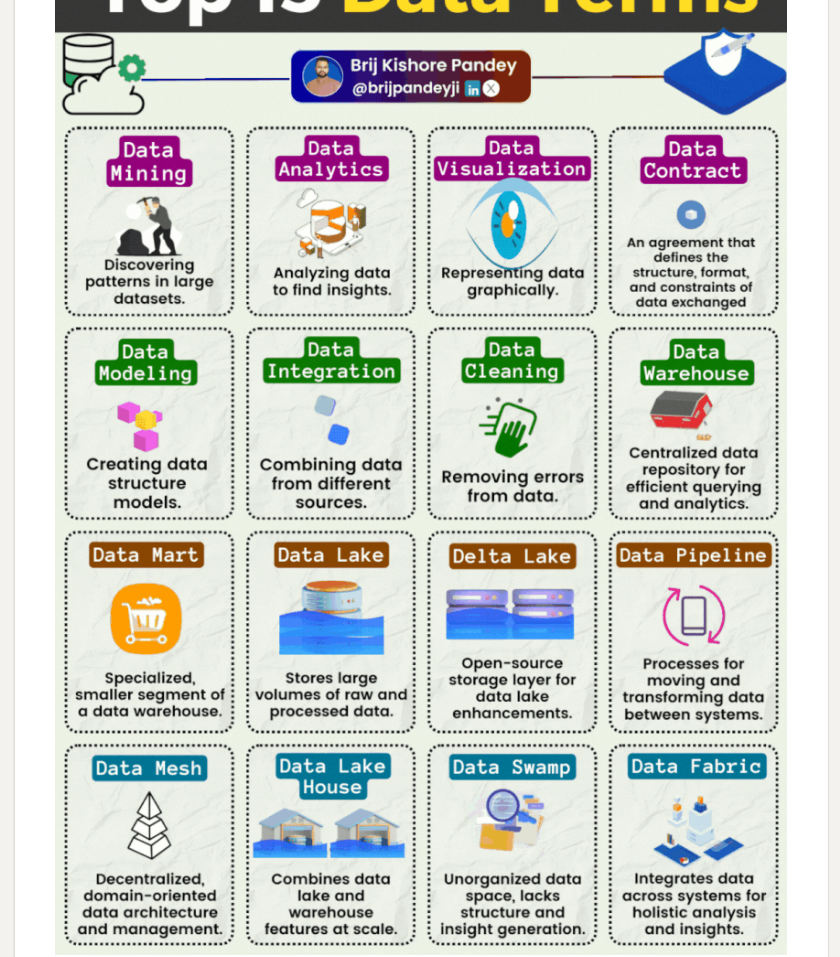 Top 15 Data Terms
Brij Kishore Pandey
@brijpandeyji in X
Data
Mining
Discovering
patterns in large
datasets.
Data
Analytics
Analyzing data
to find insights.
Data
Visualization
Representing data
graphically.
Data
Contract
An agreement that
defines the
structure, format,
and constraints of
data exchanged
Data
Modeling
Creating data
structure
models.
Data
Integration
Combining data
from different
sources.
Data
Cleaning
Removing errors
from data.
Data
Warehouse
Centralized data
repository for
efficient querying
and analytics.
Data Mart
Specialized,
smaller segment of
a data warehouse.
Data Lake
Stores large
volumes of raw and
processed data.
Delta Lake
Open-source
storage layer for
data lake
enhancements.
Data Pipeline
Processes for
moving and
transforming data
between systems.
Data Mesh
Decentralized,
domain-oriented
data architecture
and management.
Data Lake
House
Combines data
lake and
warehouse
features at scale.
Data Swamp
Unorganized data
space, lacks
structure and
insight generation.
Data Fabric
Integrates data
across systems for
holistic analysis
and insights.